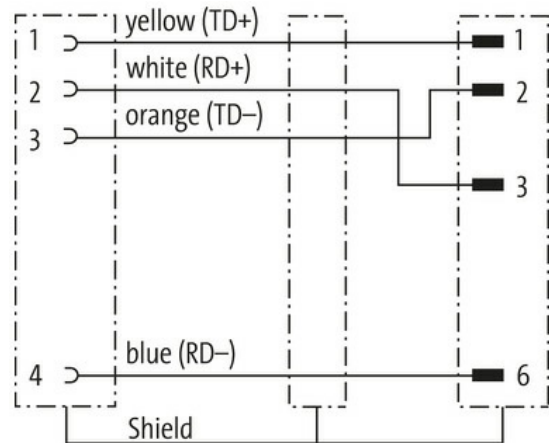 1 yellow (TD+) 1
2 white (RD+) 2
3 orange (TD–)
3
4 blue (RD–) 6
Shield